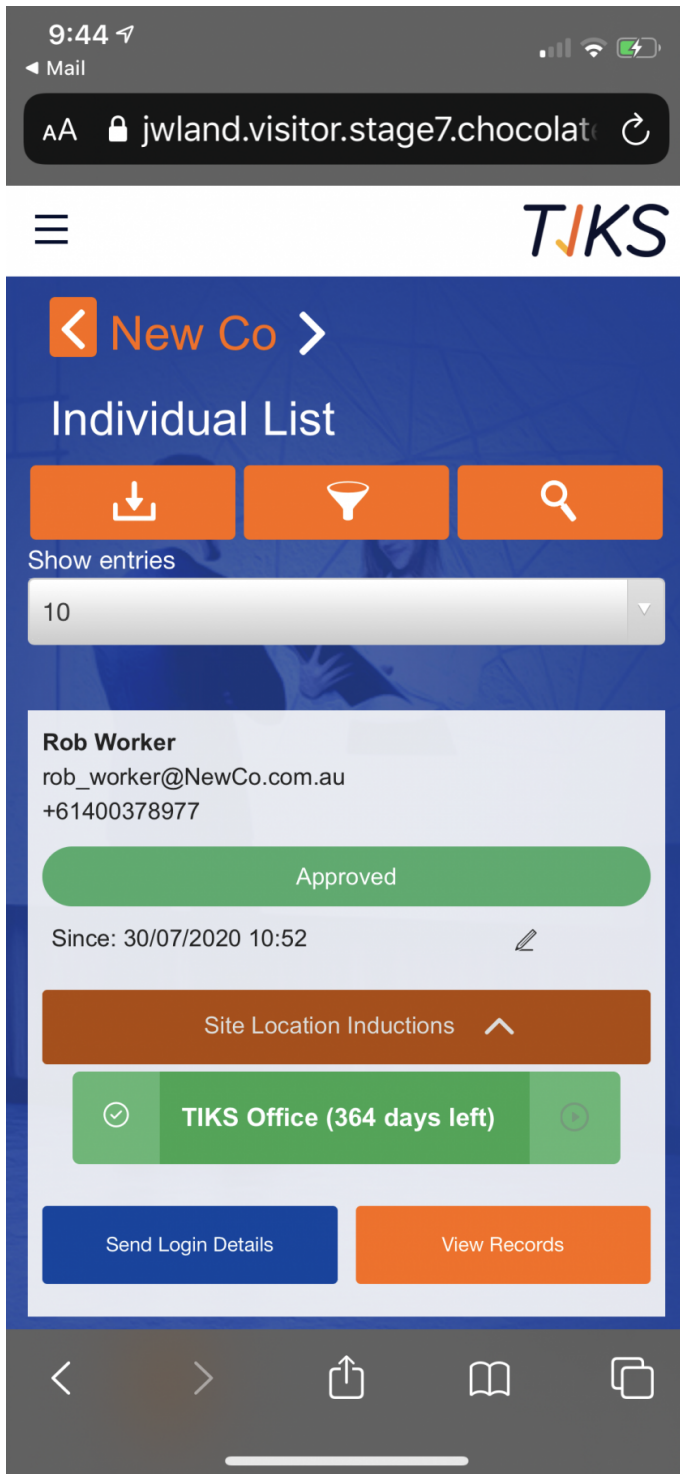 9:44
Mail
AA jwland.visitor.stage7.chocolat
TIKS
New Co
Individual List
Show entries
10
Rob Worker
rob_worker@NewCo.com.au
+61400378977
Approved
Since: 30/07/2020 10:52
Site Location Inductions
TIKS Office (364 days left)
Send Login Details
View Records